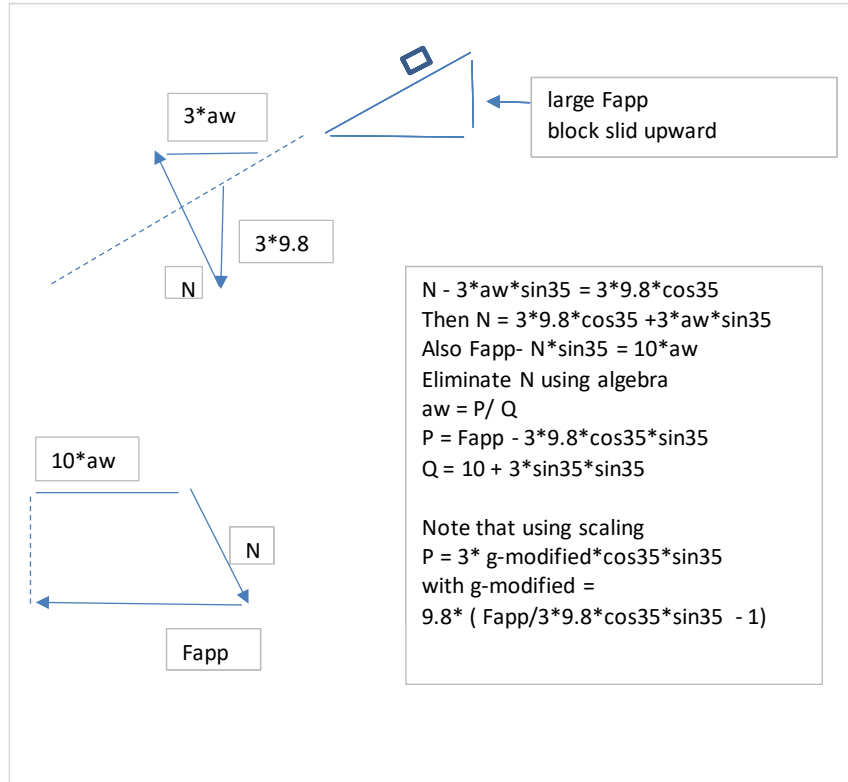 large Fapp
block slid upward
3*aw
3*9.8
N
N - 3*aw*sin35 = 3*9.8*cos35
Then N = 3*9.8*cos35 +3*aw*sin35
Also Fapp- N*sin35 = 10*aw
Eliminate N using algebra
aw = P/ Q
P = Fapp - 3*9.8*cos35*sin35
Q = 10 + 3*sin35*sin35
Note that using scaling
P = 3* g-modified*cos35*sin35
with g-modified =
9.8* ( Fapp/3*9.8*cos35*sin35  - 1)
10*aw
N
Fapp